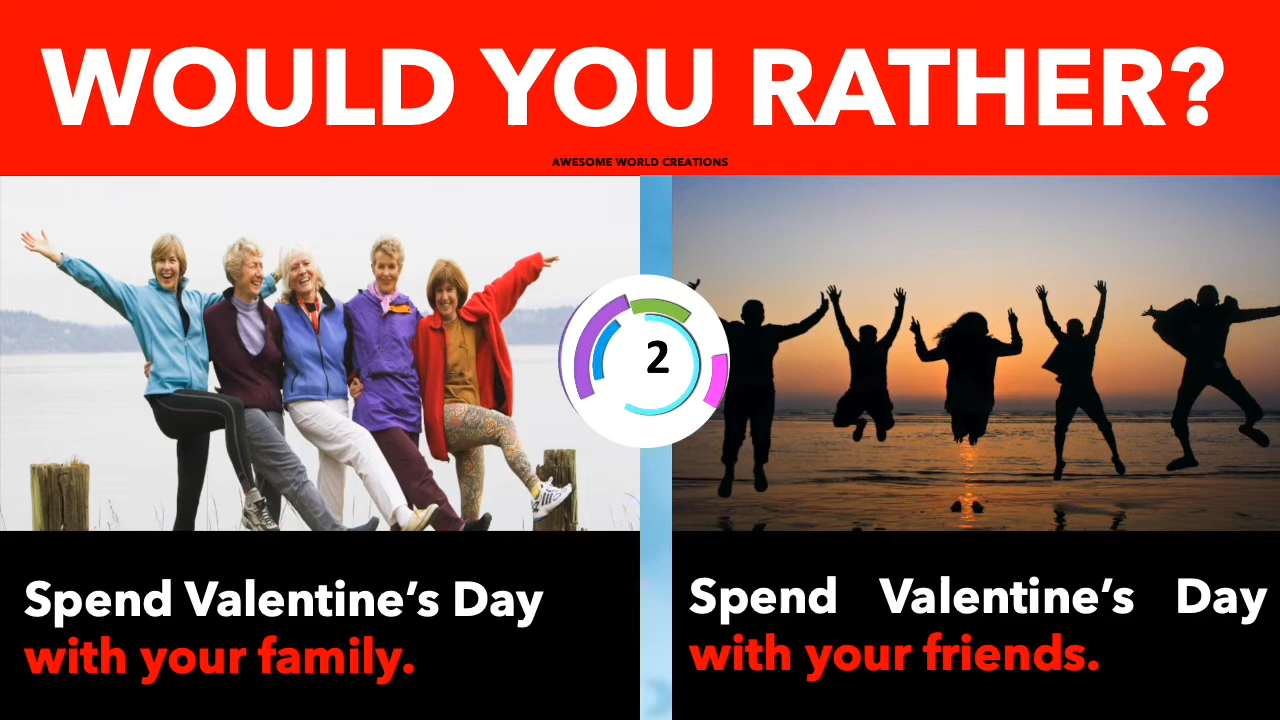 WOULD YOU RATHER?
AWESOME WORLD CREATIONS
2
Spend Valentine’s Day
with your family.
Spend Valentine’s Day
with your friends.